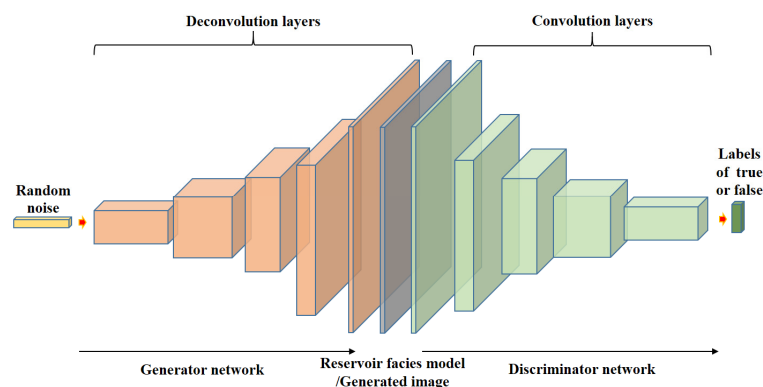 Deconvolution layers
Convolution layers
Random
noise
Labels
of true
or false
Generator network
Reservoir facies model
/Generated image
Discriminator network